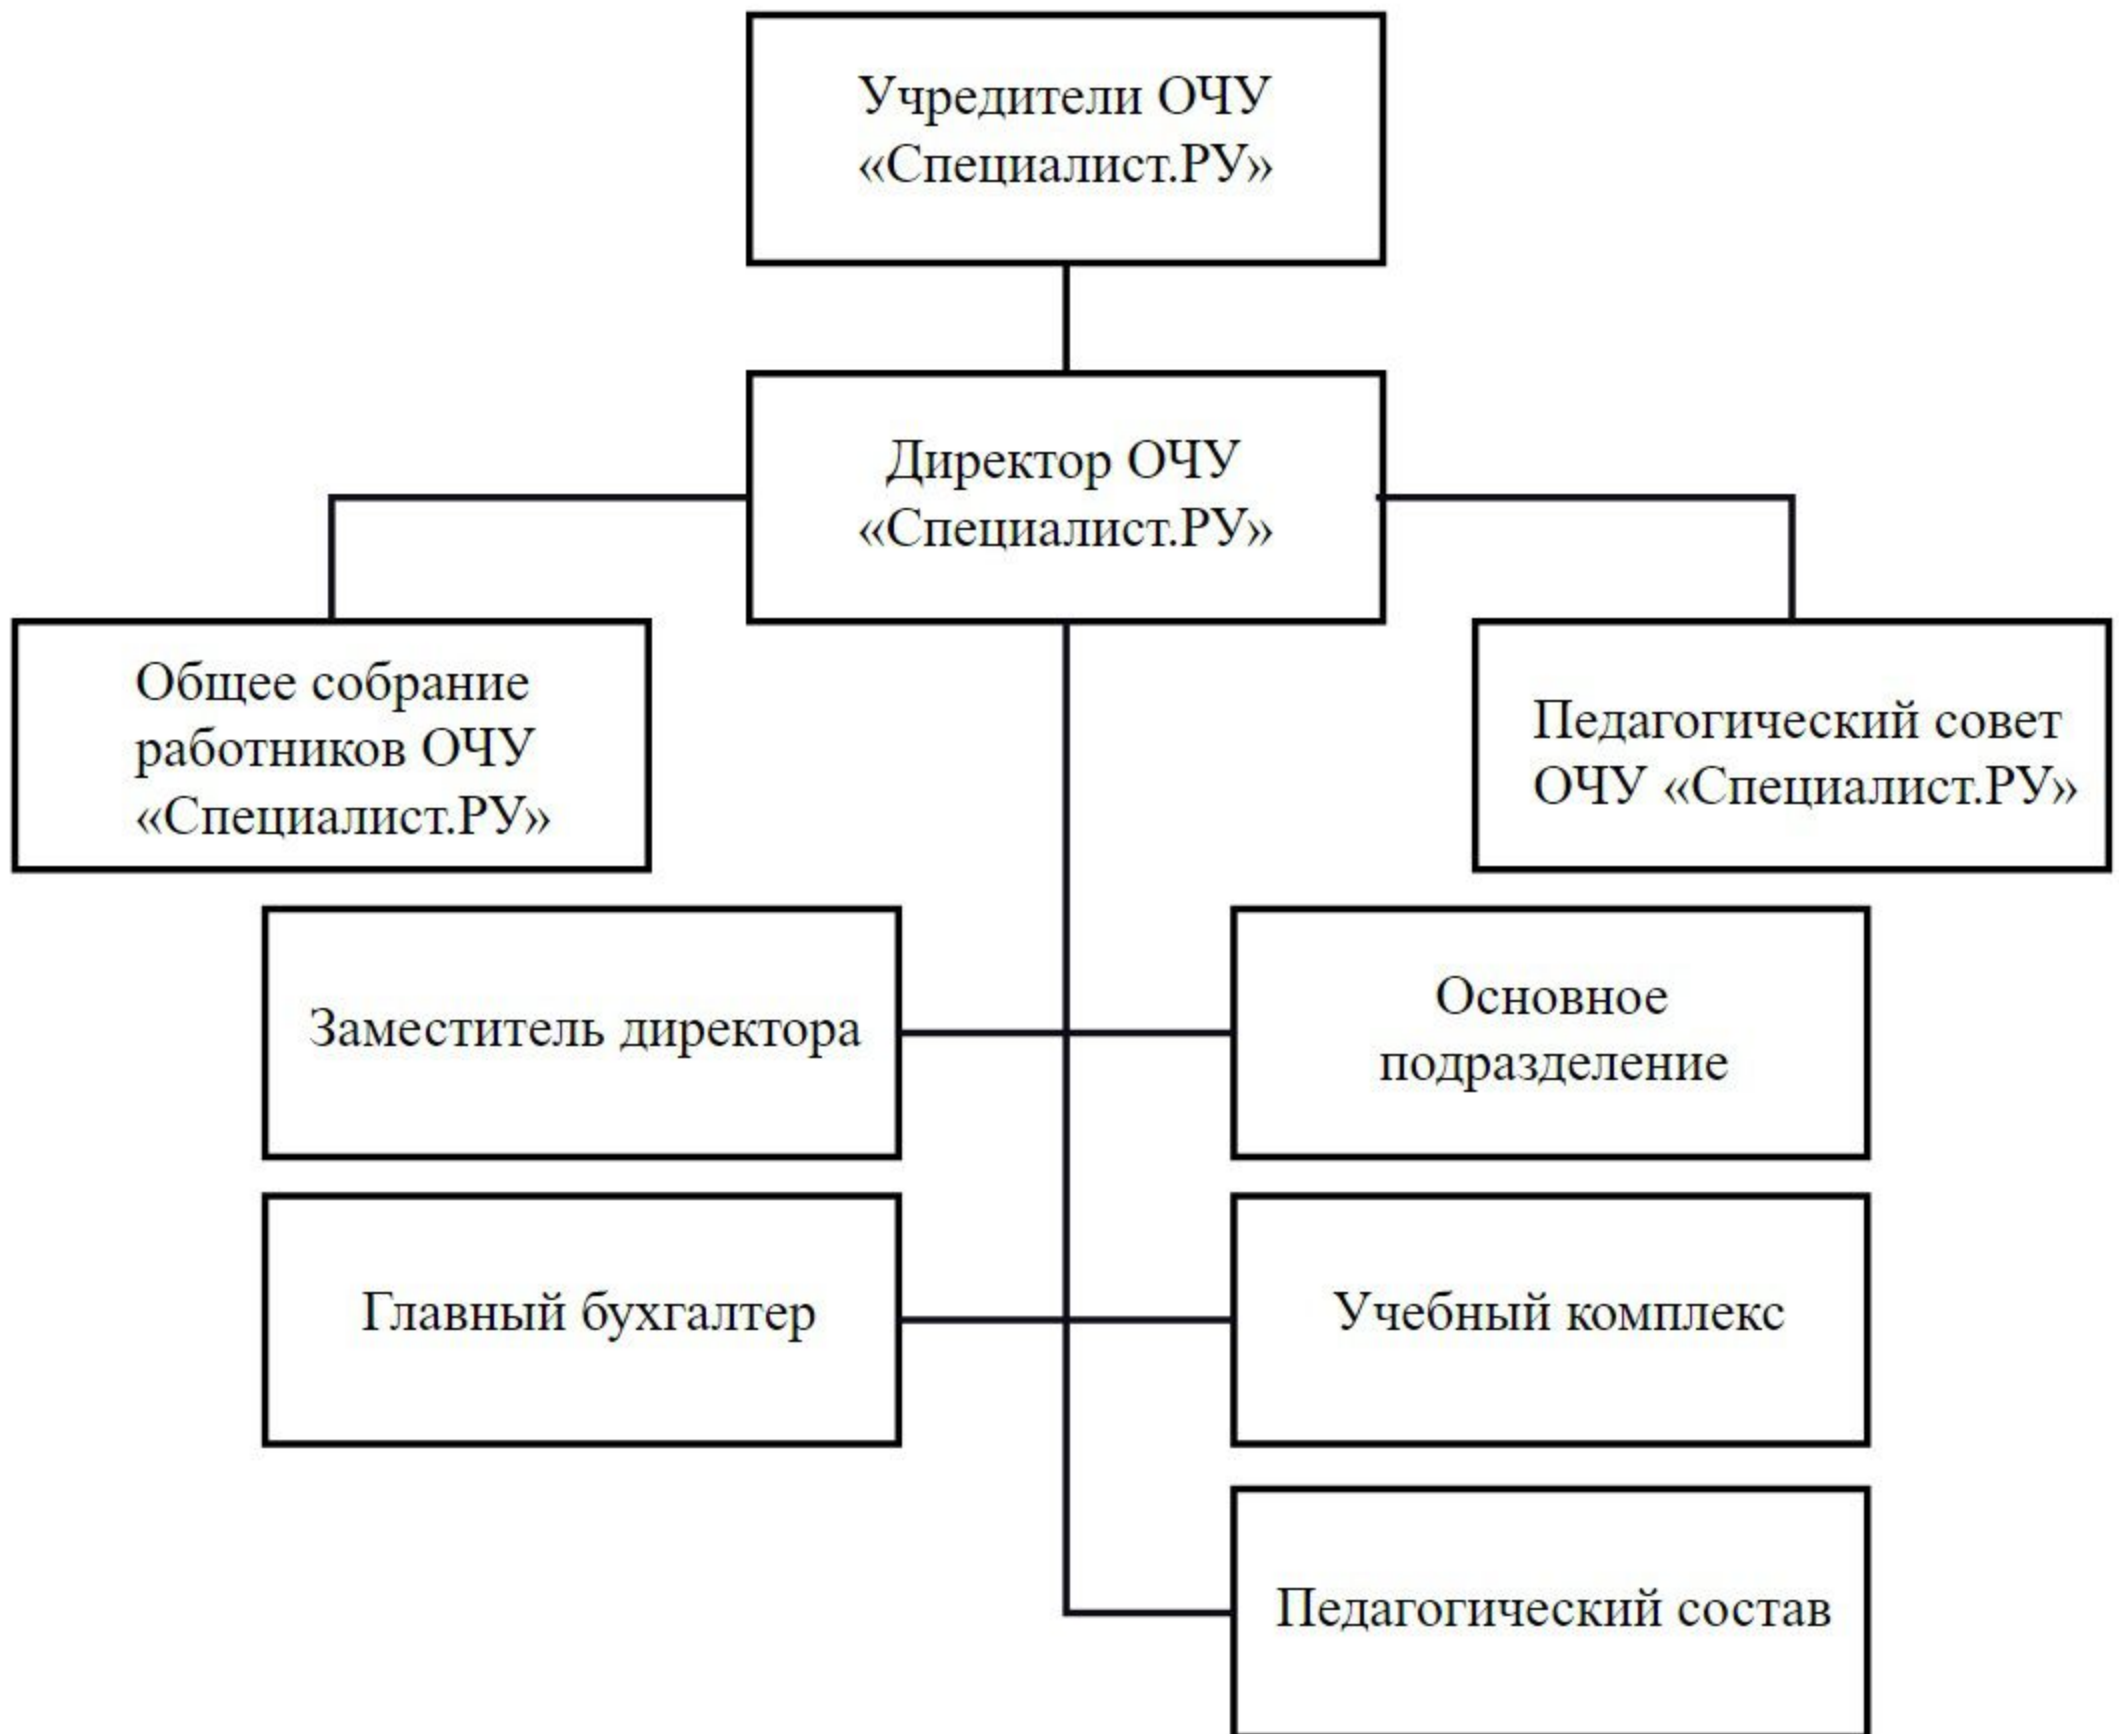 Учредители ОЧУ
«Специалист.РУ»
Директор ОЧУ
«Специалист.РУ»
Общее собрание
работников ОЧУ
«Специалист.РУ»
Педагогический совет
ОЧУ «Специалист.РУ»
Заместитель директора
Основное
подразделение
Главный бухгалтер
Учебный комплекс
Педагогический состав